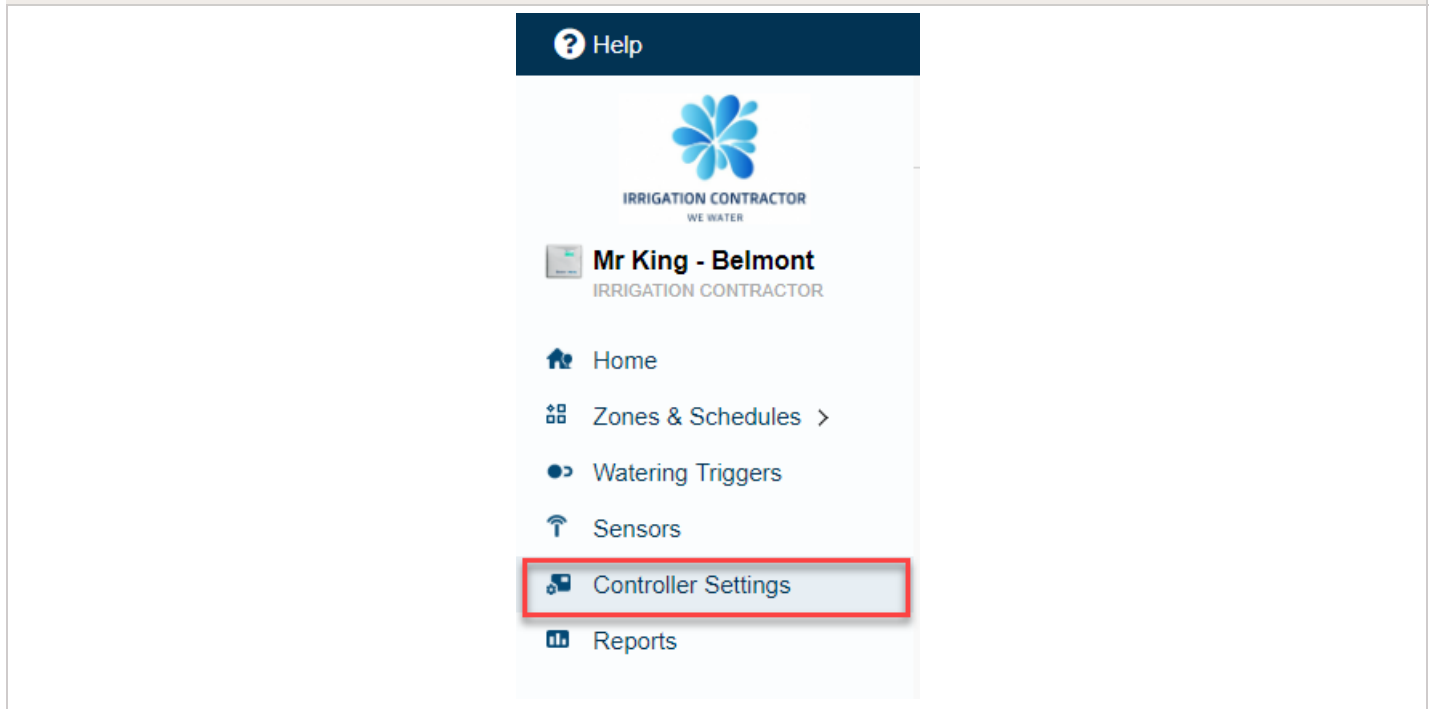 Help
IRRIGATION CONTRACTOR
WE WATER
Mr King - Belmont
IRRIGATION CONTRACTOR
Home
Zones & Schedules >
Watering Triggers
Sensors
Controller Settings
Reports